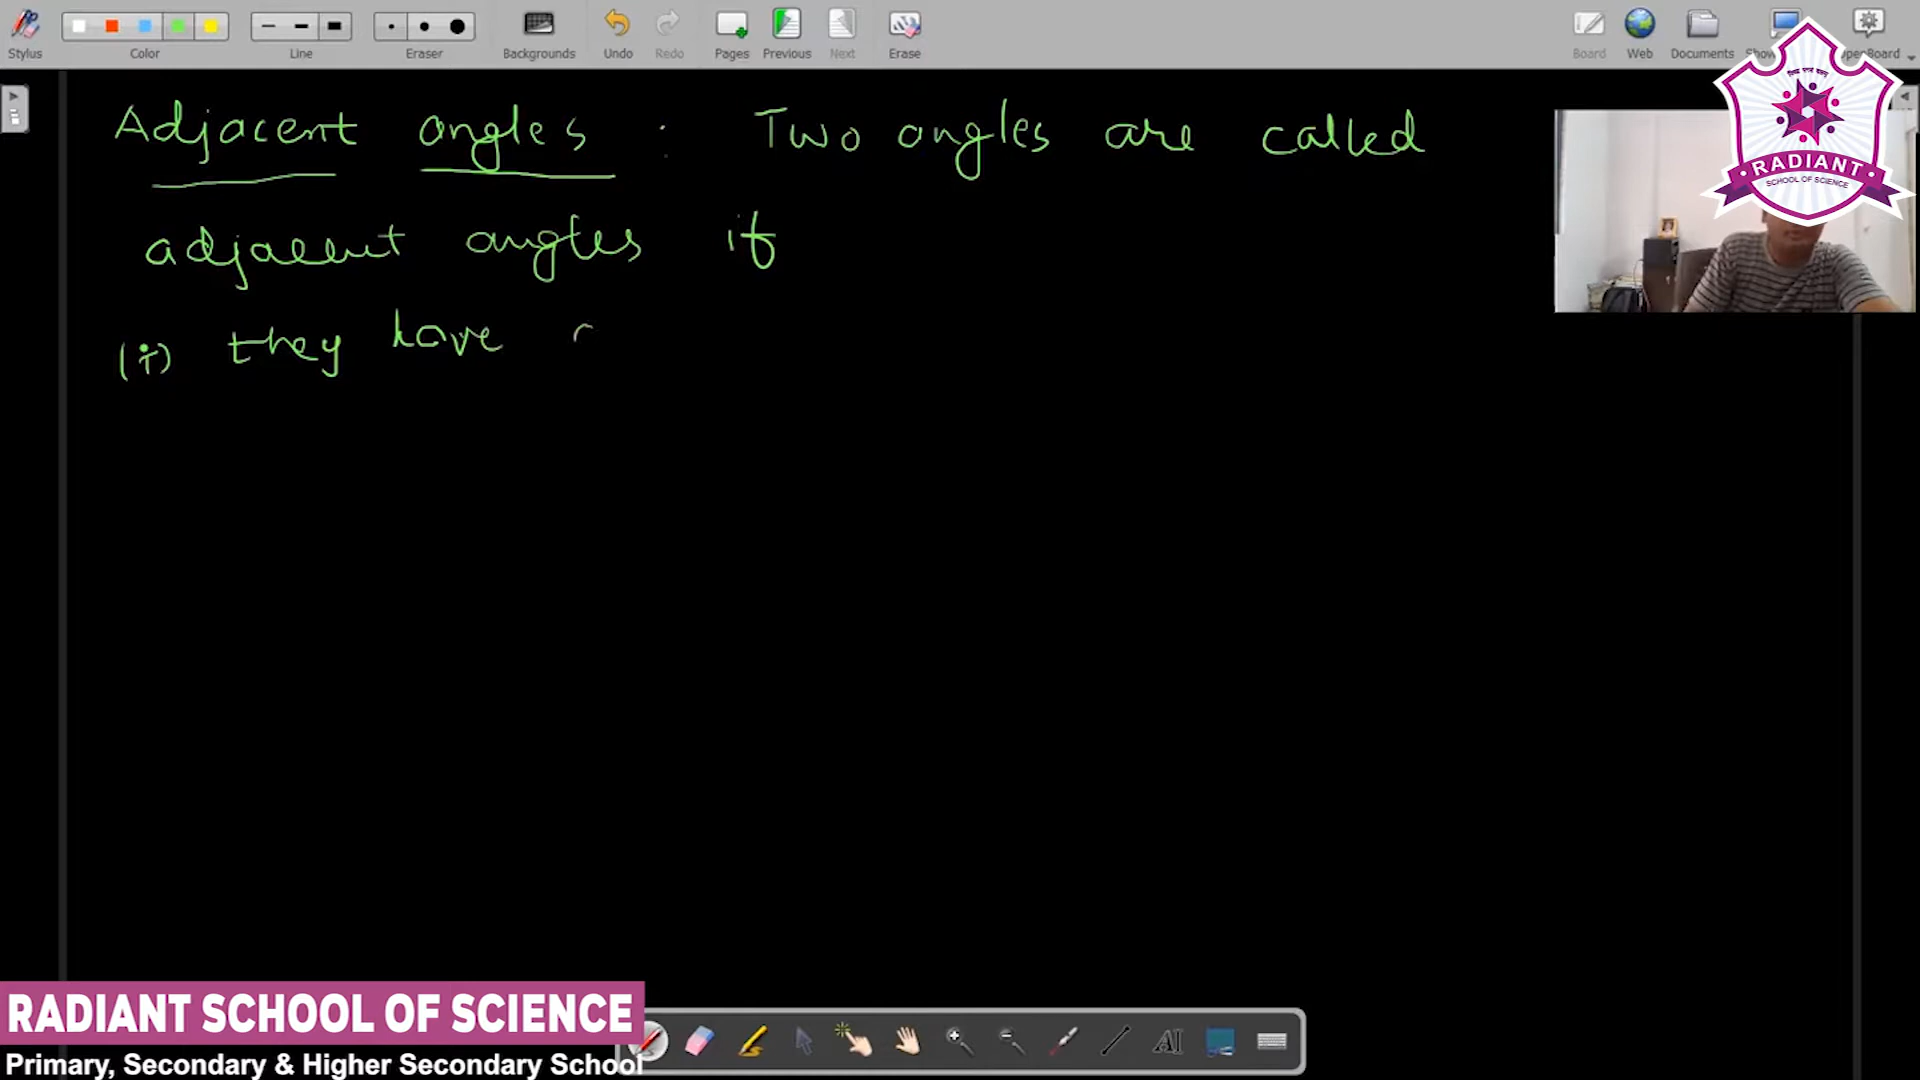 Stylus Color Line Eraser Backgrounds Undo Redo Pages Previous Next Erase Board Web Documents
Adjacent angles : Two angles are called
adjacent angles if
(i) they have
RADIANT
SCHOOL OF SCIENCE
RADIANT SCHOOL OF SCIENCE
Primary, Secondary & Higher Secondary School
AI